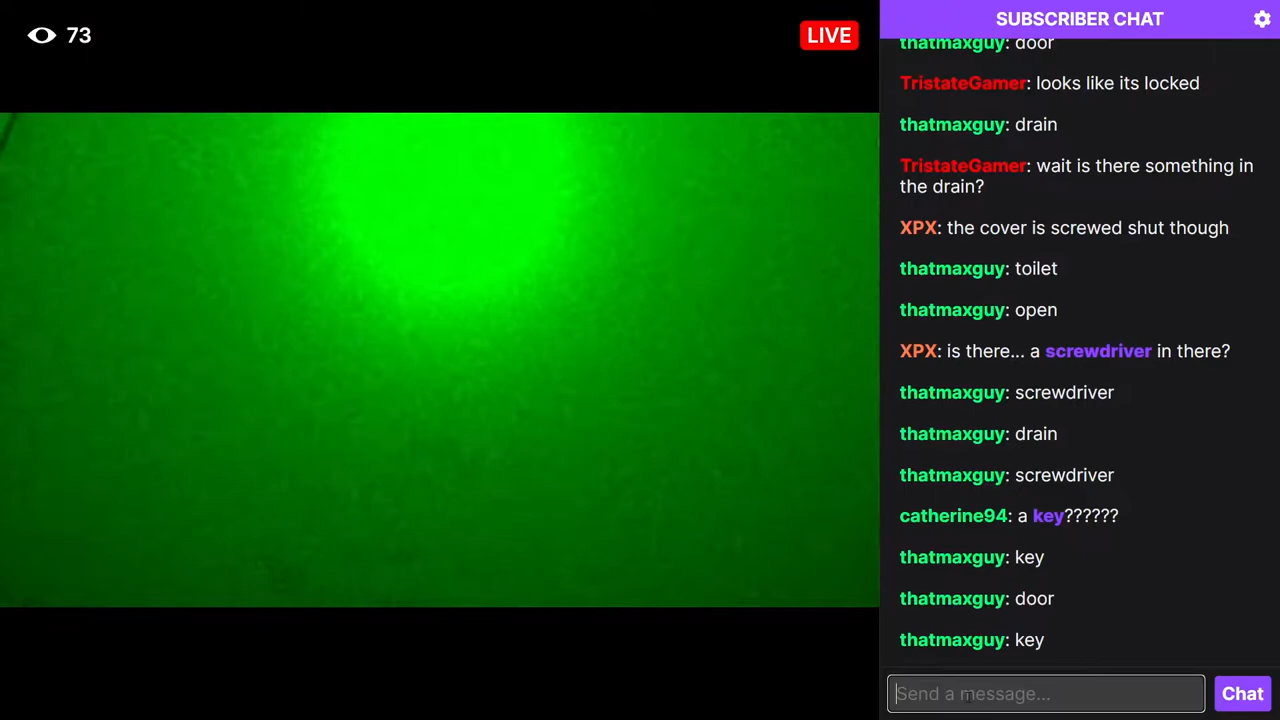 73
LIVE
SUBSCRIBER CHAT
thatmaxguy: door
TristateGamer: looks like its locked
thatmaxguy: drain
TristateGamer: wait is there something in
the drain?
XPX: the cover is screwed shut though
thatmaxguy: toilet
thatmaxguy: open
XPX: is there... a screwdriver in there?
thatmaxguy: screwdriver
thatmaxguy: drain
thatmaxguy: screwdriver
catherine94: a key??????
thatmaxguy: key
thatmaxguy: door
thatmaxguy: key
Send a message...
Chat